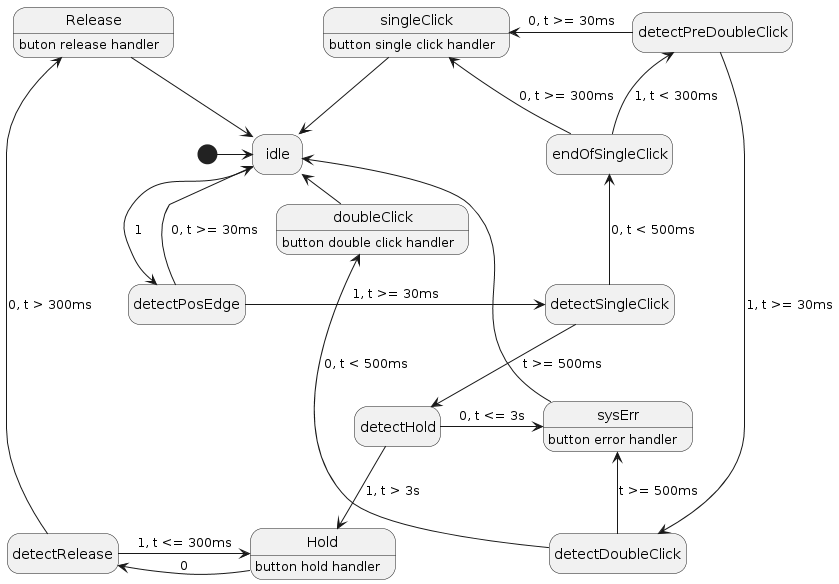 Release
buton release handler
singleClick
button single click handler
0, t >= 30ms
detectPreDoubleClick
0, t >= 300ms
1, t < 300ms
idle
endOfSingleClick
doubleClick
button double click handler
1
0, t >= 30ms
0, t < 500ms
detectPosEdge
1, t >= 30ms
detectSingleClick
0, t > 300ms
1, t >= 30ms
0, t < 500ms
t >= 500ms
detectHold
0, t <= 3s
sysErr
button error handler
1, t > 3s
t >= 500ms
detectRelease
1, t <= 300ms
0
Hold
button hold handler
detectDoubleClick